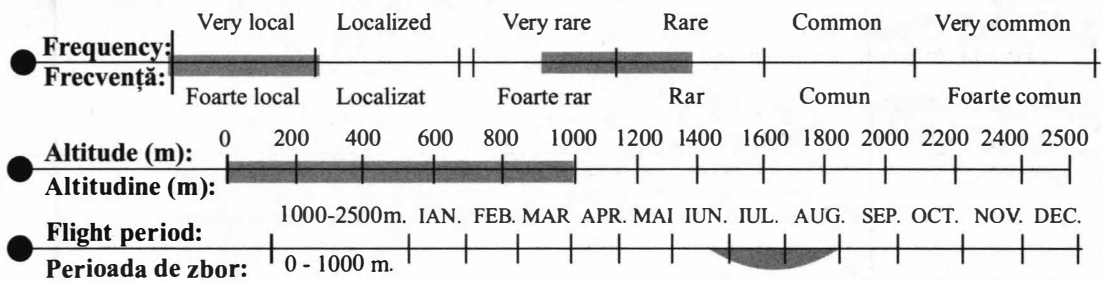 Very local Localized Very rare Rare Common Very common
Frequency:
Frecvență:
Foarte local Localizat Foarte rar Rar Comun Foarte comun
0 200 400 600 800 1000 1200 1400 1600 1800 2000 2200 2400 2500
Altitude (m):
Altitudine (m):
1000-2500m. IAN. FEB. MAR APR. MAI IUN. IUL. AUG. SEP. OCT. NOV. DEC.
Flight period:
Perioada de zbor: 0 - 1000 m.